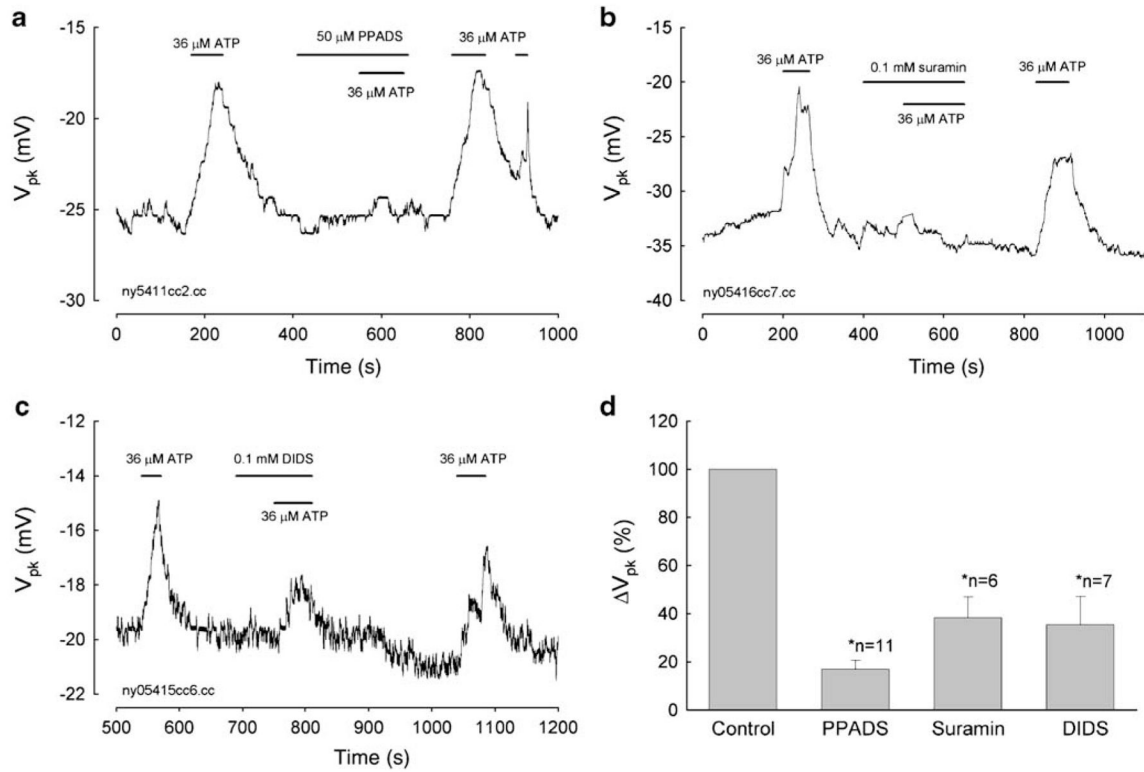 a
36 μM ATP
50 μM PPADS
36 μM ATP
36 μM ATP
-15
-20
-25
-30
V_pk (mV)
ny5411cc2.cc
0 200 400 600 800 1000
Time (s)
b
36 μM ATP
0.1 mM suramin
36 μM ATP
36 μM ATP
-15
-20
-25
-30
-35
-40
V_pk (mV)
ny05416cc7.cc
0 200 400 600 800 1000
Time (s)
c
36 μM ATP
0.1 mM DIDS
36 μM ATP
36 μM ATP
-12
-14
-16
-18
-20
-22
V_pk (mV)
ny05415cc6.cc
500 600 700 800 900 1000 1100 1200
Time (s)
d
120
100
80
60
40
20
0
ΔV_pk (%)
*n=11
*n=6
*n=7
Control PPADS Suramin DIDS